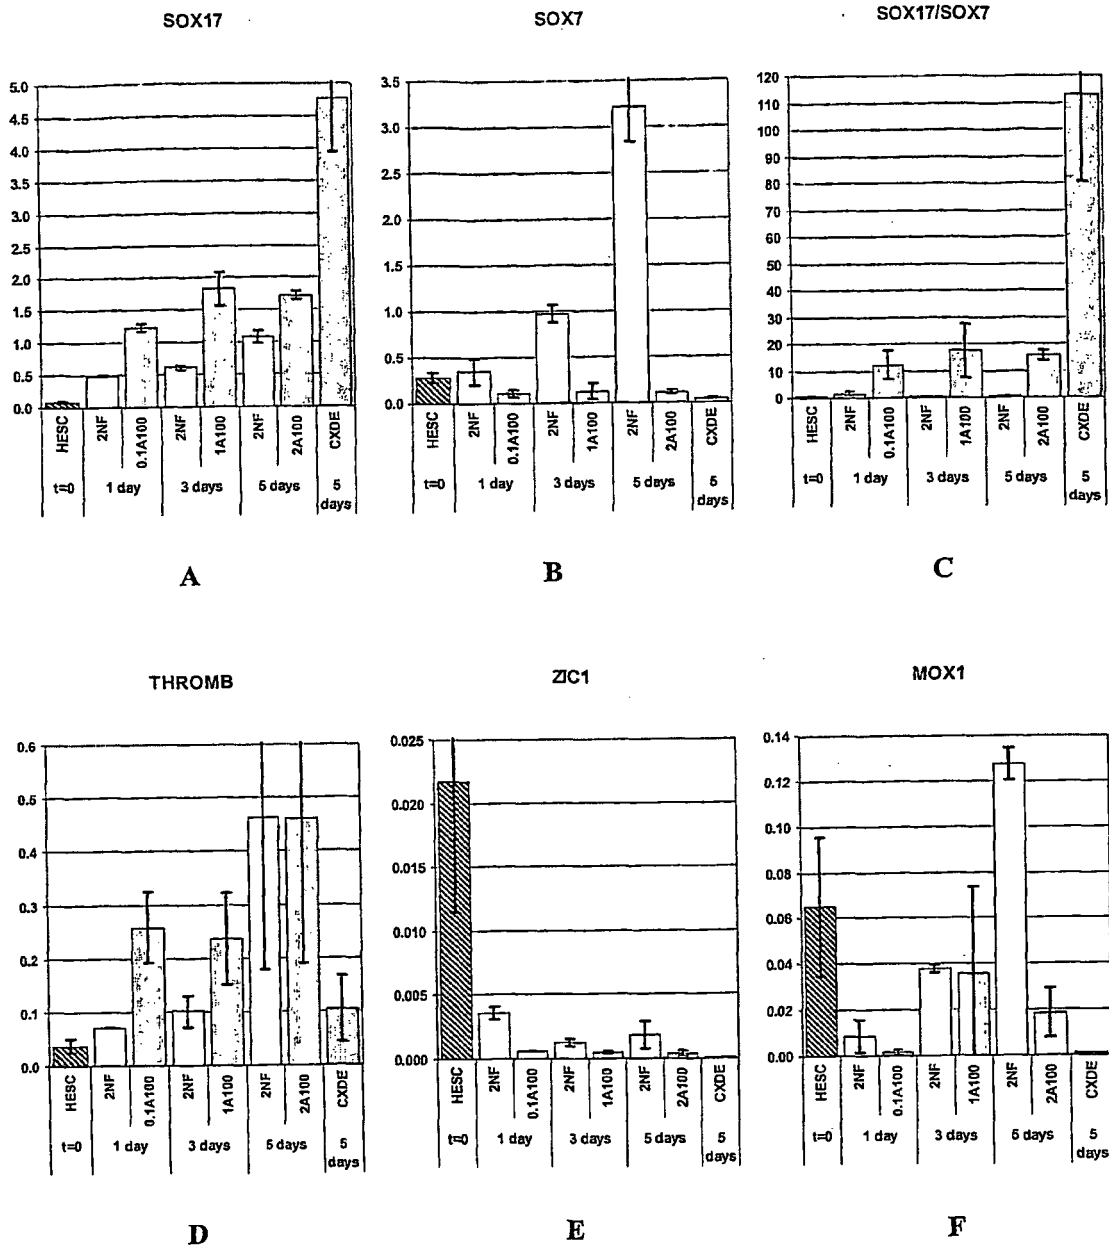 SOX17
SOX7
SOX17/SOX7
5.0
4.5
4.0
3.5
3.0
2.5
2.0
1.5
1.0
0.5
0.0
HESC
2NF
0.1A100
2NF
1A100
2NF
2A100
CXDE
t=0
1 day
3 days
5 days
5
days
A
3.5
3.0
2.5
2.0
1.5
1.0
0.5
0.0
HESC
2NF
0.1A100
2NF
1A100
2NF
2A100
CXDE
t=0
1 day
3 days
5 days
5
days
B
120
110
100
90
80
70
60
50
40
30
20
10
0
HESC
2NF
0.1A100
2NF
1A100
2NF
2A100
CXDE
t=0
1 day
3 days
5 days
5
days
C
THROMB
ZIC1
MOX1
0.6
0.5
0.4
0.3
0.2
0.1
0.0
HESC
2NF
0.1A100
2NF
1A100
2NF
2A100
CXDE
t=0
1 day
3 days
5 days
5
days
D
0.025
0.020
0.015
0.010
0.005
0.000
HESC
2NF
0.1A100
2NF
1A100
2NF
2A100
CXDE
t=0
1 day
3 days
5 days
5
days
E
0.14
0.12
0.10
0.08
0.06
0.04
0.02
0.00
HESC
2NF
0.1A100
2NF
1A100
2NF
2A100
CXDE
t=0
1 day
3 days
5 days
5
days
F